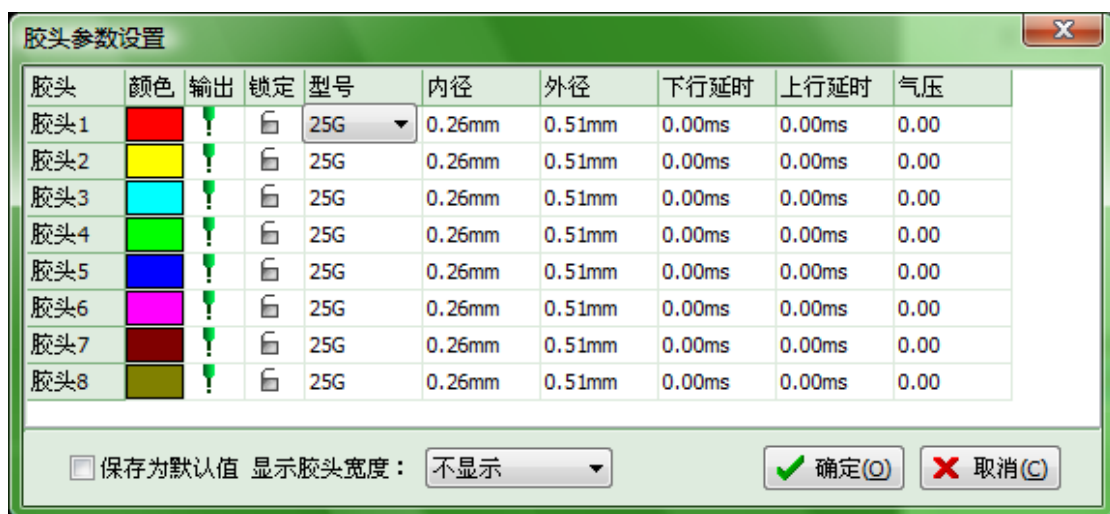 胶头参数设置
胶头 颜色 输出 锁定 型号 内径 外径 下行延时 上行延时 气压
胶头1 25G 0.26mm 0.51mm 0.00ms 0.00ms 0.00
胶头2 25G 0.26mm 0.51mm 0.00ms 0.00ms 0.00
胶头3 25G 0.26mm 0.51mm 0.00ms 0.00ms 0.00
胶头4 25G 0.26mm 0.51mm 0.00ms 0.00ms 0.00
胶头5 25G 0.26mm 0.51mm 0.00ms 0.00ms 0.00
胶头6 25G 0.26mm 0.51mm 0.00ms 0.00ms 0.00
胶头7 25G 0.26mm 0.51mm 0.00ms 0.00ms 0.00
胶头8 25G 0.26mm 0.51mm 0.00ms 0.00ms 0.00
保存为默认值 显示胶头宽度： 不显示 确定(O) 取消(C)